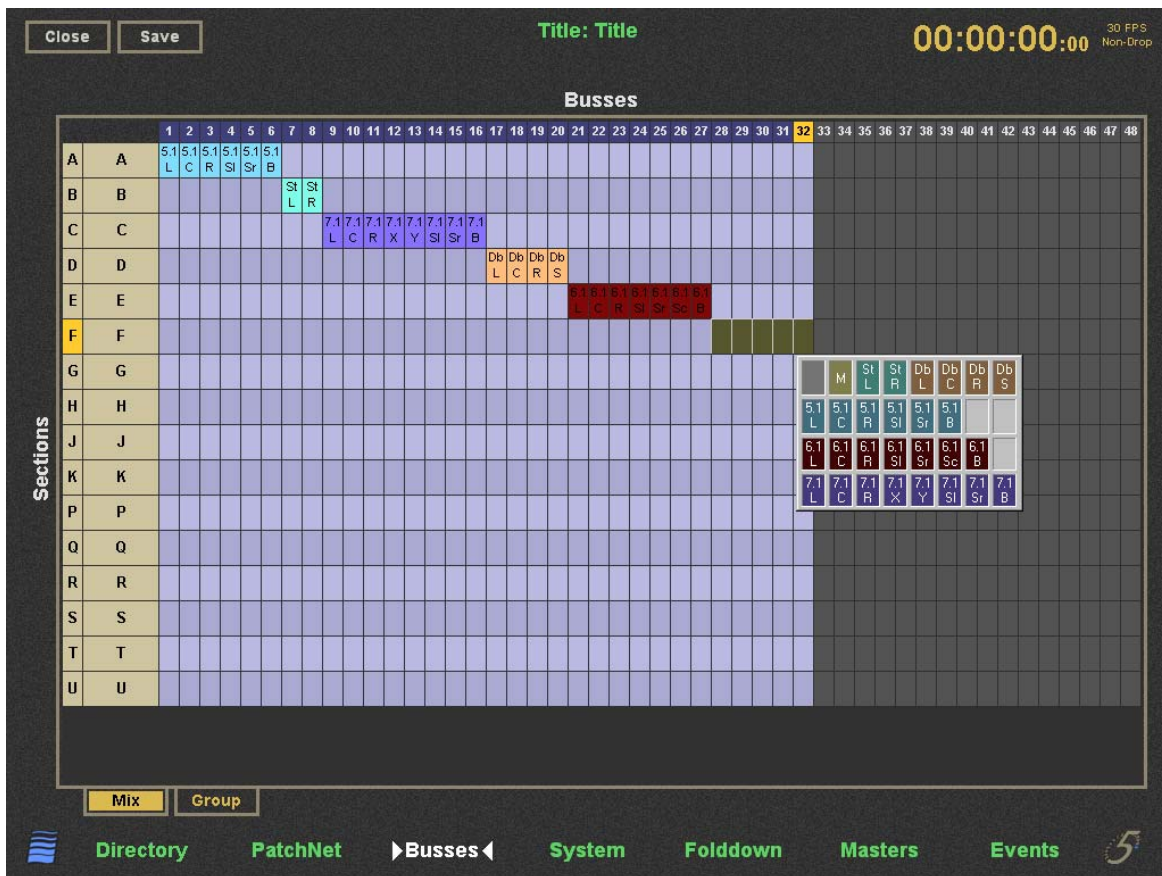 Close Save Title: Title 00:00:00:00 30 FPS
Non-Drop
Busses
1 2 3 4 5 6 7 8 9 10 11 12 13 14 15 16 17 18 19 20 21 22 23 24 25 26 27 28 29 30 31 32 33 34 35 36 37 38 39 40 41 42 43 44 45 46 47 48
A A 5.1 5.1 5.1 5.1 5.1 5.1
L C R Sl Sr B
B B St St
L R
C C 7.1 7.1 7.1 7.1 7.1 7.1 7.1 7.1
L C R X Y Sl Sr B
D D Db Db Db Db
L C R S
E E 6.1 6.1 6.1 6.1 6.1 6.1 6.1
L C R Sl Sr Sc B
F F
G G
H H
J J
K K
P P
Q Q
R R
S S
T T
U U
Sections
M St St Db Db Db Db
L R L C R S
5.1 5.1 5.1 5.1 5.1 5.1
L C R Sl Sr B
6.1 6.1 6.1 6.1 6.1 6.1 6.1
L C R Sl Sr Sc B
7.1 7.1 7.1 7.1 7.1 7.1 7.1 7.1
L C R X Y Sl Sr B
Mix Group
Directory PatchNet Busses System Folddown Masters Events 5